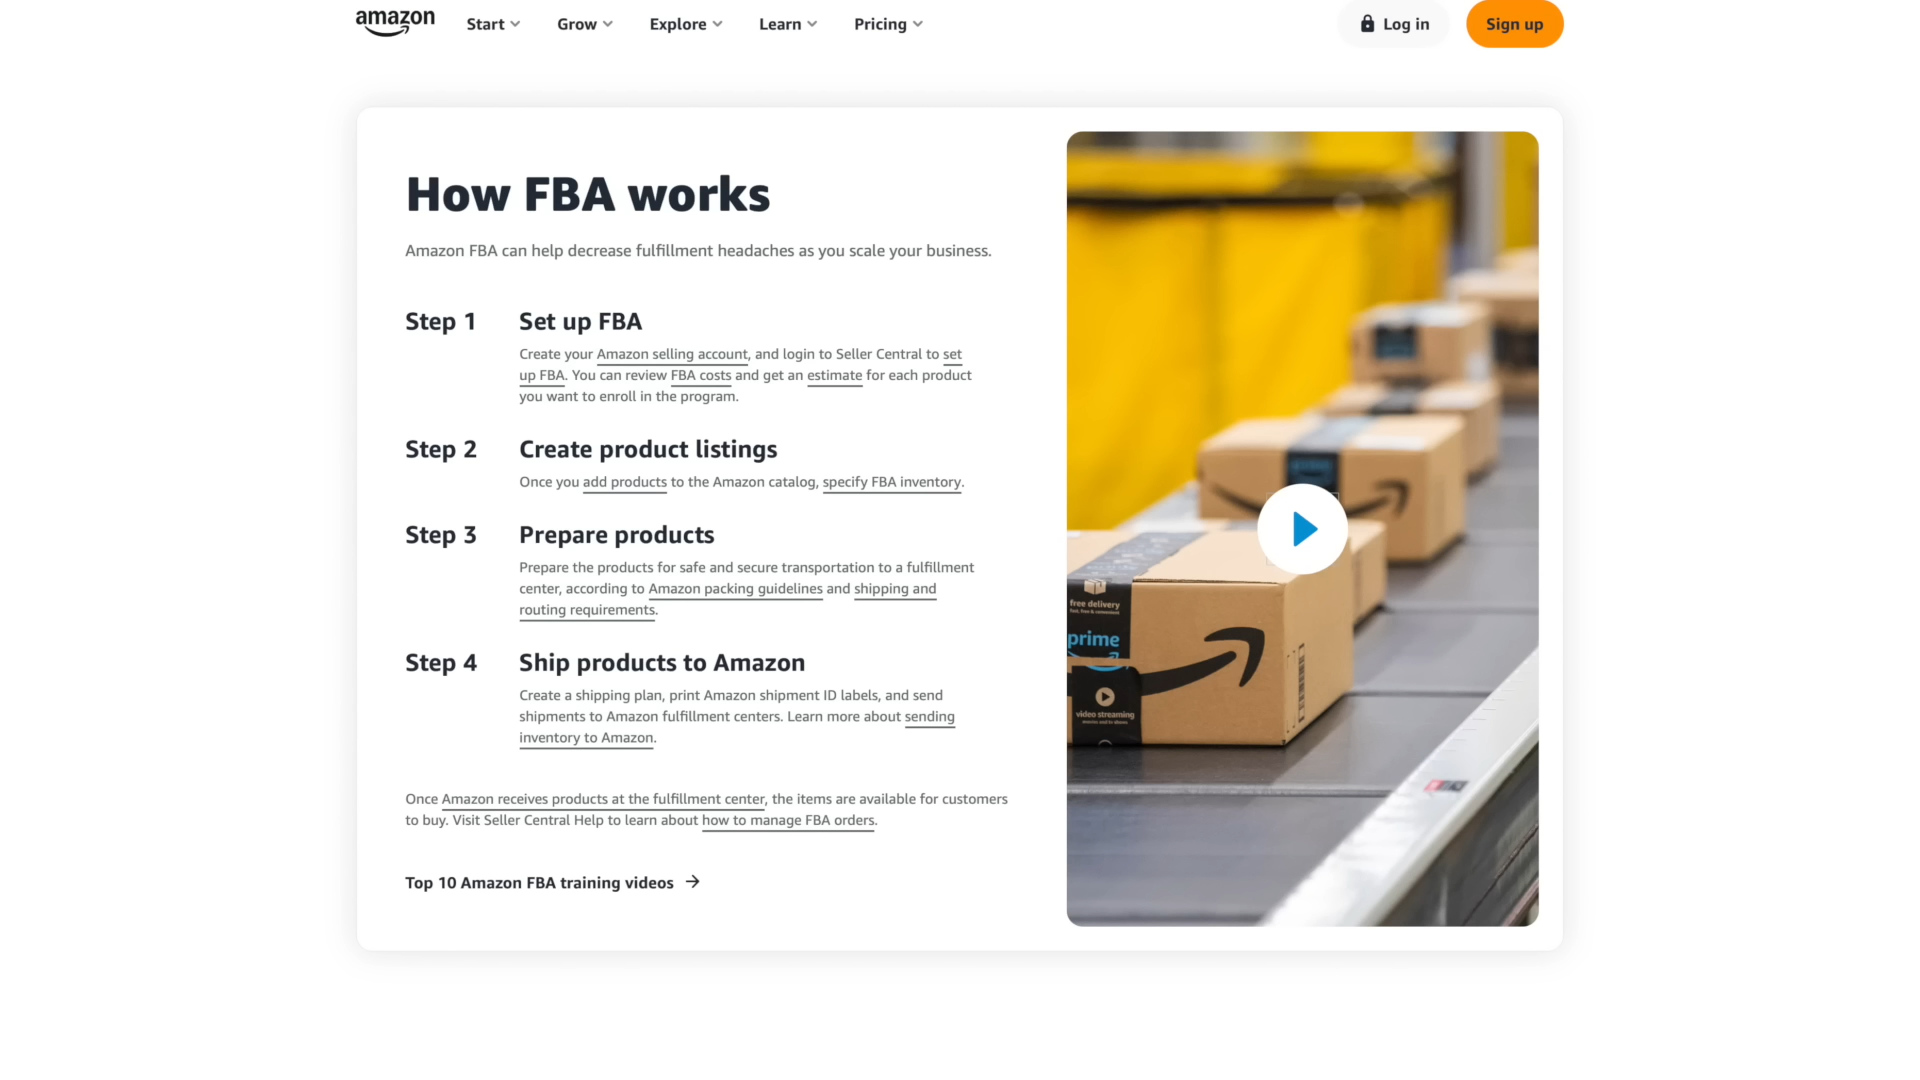 amazon
Start
Grow
Explore
Learn
Pricing
Log in
Sign up
How FBA works
Amazon FBA can help decrease fulfillment headaches as you scale your business.
Step 1
Set up FBA
Create your Amazon selling account, and login to Seller Central to set
up FBA. You can review FBA costs and get an estimate for each product
you want to enroll in the program.
Step 2
Create product listings
Once you add products to the Amazon catalog, specify FBA inventory.
Step 3
Prepare products
Prepare the products for safe and secure transportation to a fulfillment
center, according to Amazon packing guidelines and shipping and
routing requirements.
Step 4
Ship products to Amazon
Create a shipping plan, print Amazon shipment ID labels, and send
shipments to Amazon fulfillment centers. Learn more about sending
inventory to Amazon.
Once Amazon receives products at the fulfillment center, the items are available for customers
to buy. Visit Seller Central Help to learn about how to manage FBA orders.
Top 10 Amazon FBA training videos
free delivery
prime
video streaming